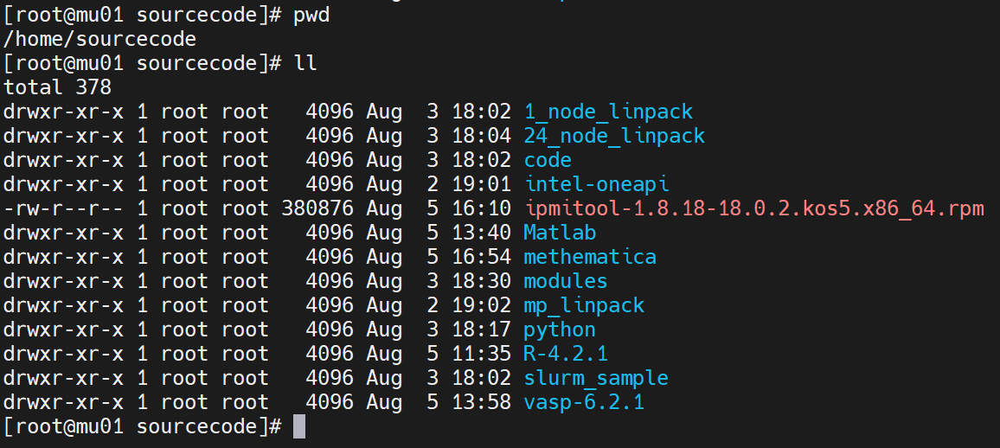 [root@mu01 sourcecode]# pwd
/home/sourcecode
[root@mu01 sourcecode]# ll
total 378
drwxr-xr-x 1 root root   4096 Aug  3 18:02 1_node_linpack
drwxr-xr-x 1 root root   4096 Aug  3 18:04 24_node_linpack
drwxr-xr-x 1 root root   4096 Aug  3 18:02 code
drwxr-xr-x 1 root root   4096 Aug  2 19:01 intel-oneapi
-rw-r--r-- 1 root root 380876 Aug  5 16:10 ipmitool-1.8.18-18.0.2.kos5.x86_64.rpm
drwxr-xr-x 1 root root   4096 Aug  5 13:40 Matlab
drwxr-xr-x 1 root root   4096 Aug  5 16:54 methematica
drwxr-xr-x 1 root root   4096 Aug  3 18:30 modules
drwxr-xr-x 1 root root   4096 Aug  2 19:02 mp_linpack
drwxr-xr-x 1 root root   4096 Aug  3 18:17 python
drwxr-xr-x 1 root root   4096 Aug  5 11:35 R-4.2.1
drwxr-xr-x 1 root root   4096 Aug  3 18:02 slurm_sample
drwxr-xr-x 1 root root   4096 Aug  5 13:58 vasp-6.2.1
[root@mu01 sourcecode]#